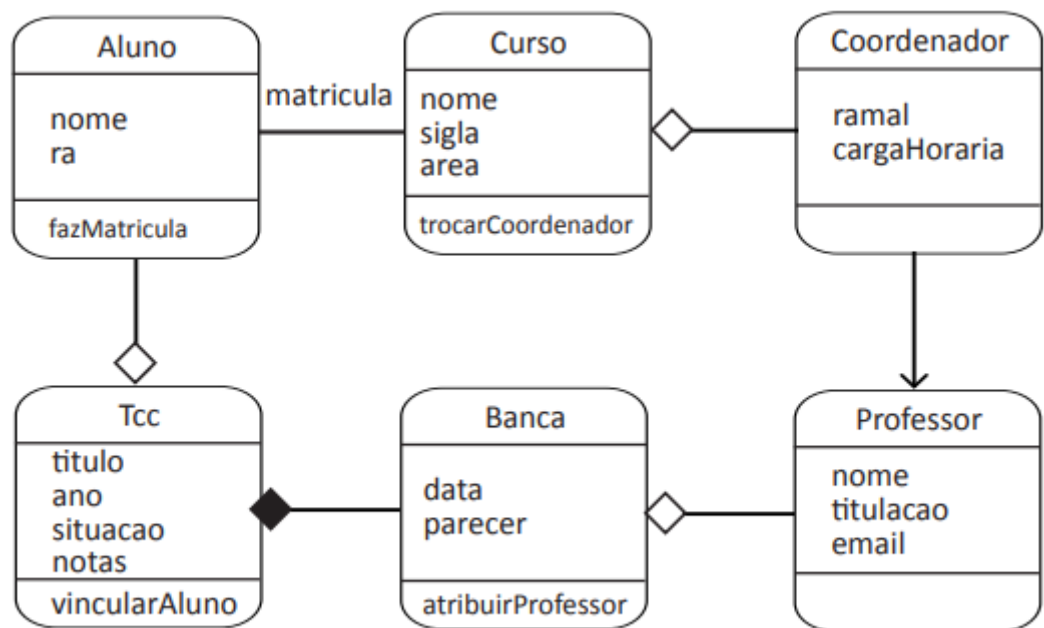 Aluno
nome
ra
fazMatricula
matricula
Curso
nome
sigla
area
trocarCoordenador
Coordenador
ramal
cargaHoraria
Tcc
titulo
ano
situacao
notas
vincularAluno
Banca
data
parecer
atribuirProfessor
Professor
nome
titulacao
email